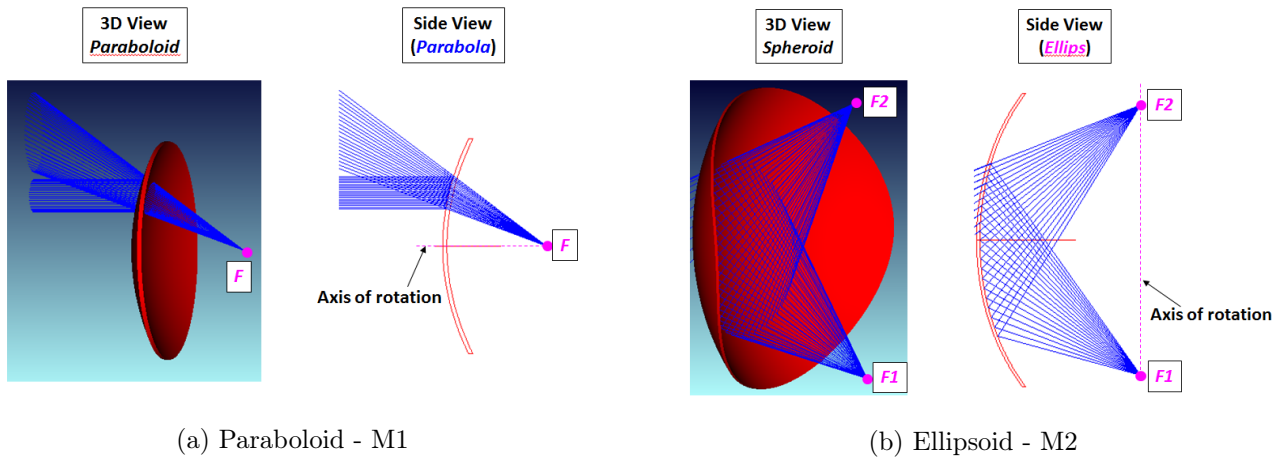 3D View
Paraboloid
Side View
(Parabola)
F
F
Axis of rotation
(a) Paraboloid - M1
3D View
Spheroid
Side View
(Ellips)
F2
F1
F2
Axis of rotation
F1
(b) Ellipsoid - M2